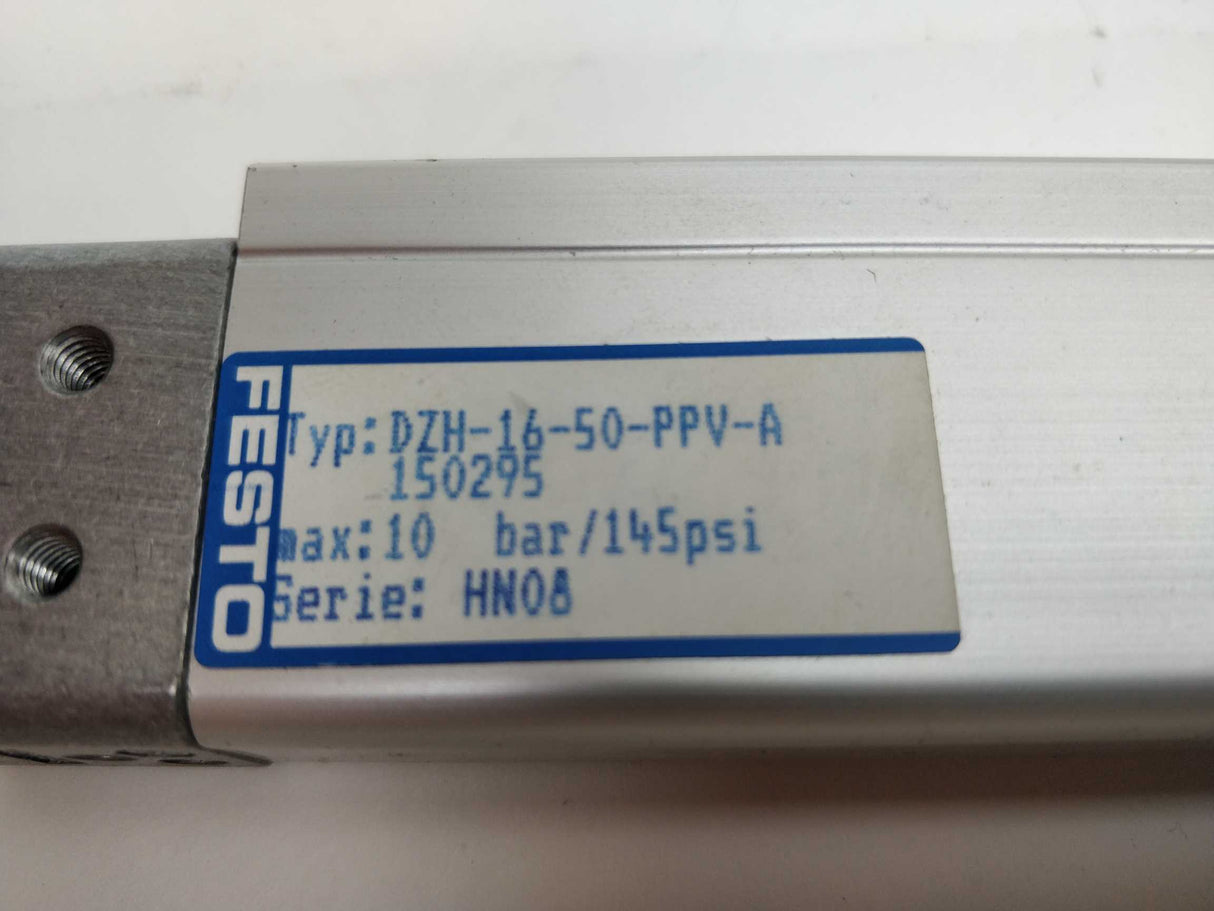 FESTO
Typ: DZH-16-50-PPV-A
150295
max: 10 bar/145psi
Serie: HN08